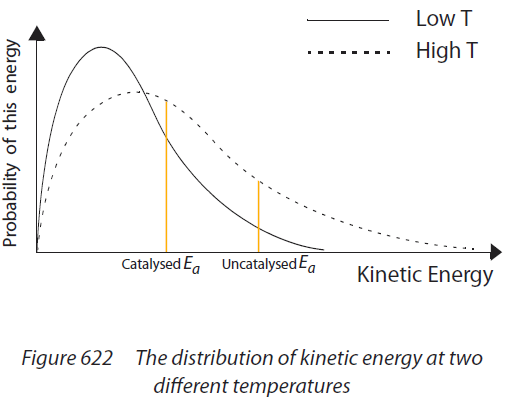 Low T
High T
Probability of this energy
Catalysed Ea
Uncatalysed Ea
Kinetic Energy
Figure 622 The distribution of kinetic energy at two
different temperatures